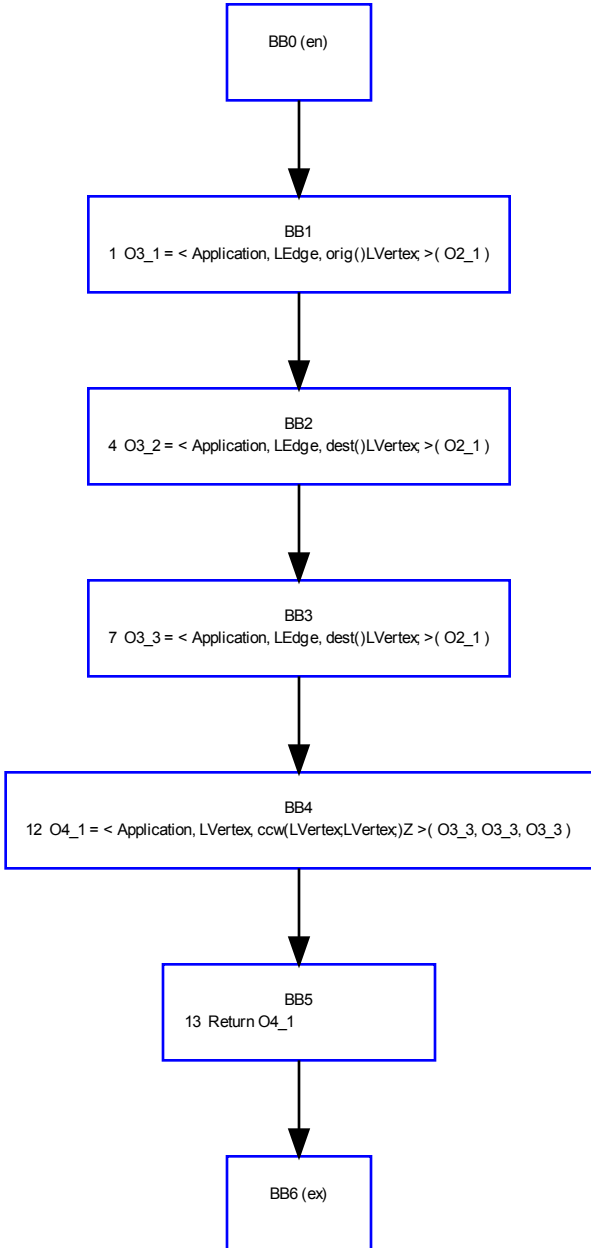 BB0 (en)
BB1
1 O3_1 = < Application, LEdge, orig()LVertex; >( O2_1 )
BB2
4 O3_2 = < Application, LEdge, dest()LVertex; >( O2_1 )
BB3
7 O3_3 = < Application, LEdge, dest()LVertex; >( O2_1 )
BB4
12 O4_1 = < Application, LVertex, ccw(LVertex;LVertex;)Z >( O3_3, O3_3, O3_3 )
BB5
13 Return O4_1
BB6 (ex)